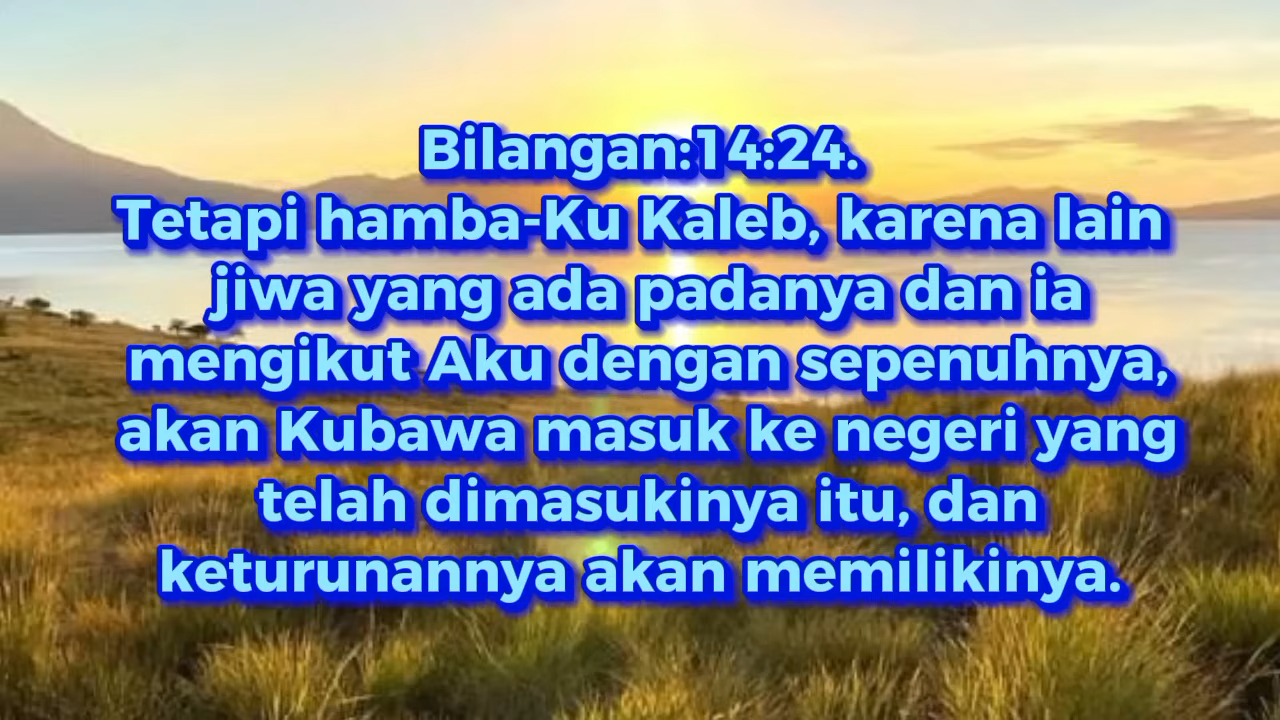 Bilangan:14:24.
Tetapi hamba-Ku Kaleb, karena lain
jiwa yang ada padanya dan ia
mengikut Aku dengan sepenuhnya,
akan Kubawa masuk ke negeri yang
telah dimasukinya itu, dan
keturunannya akan memilikinya.